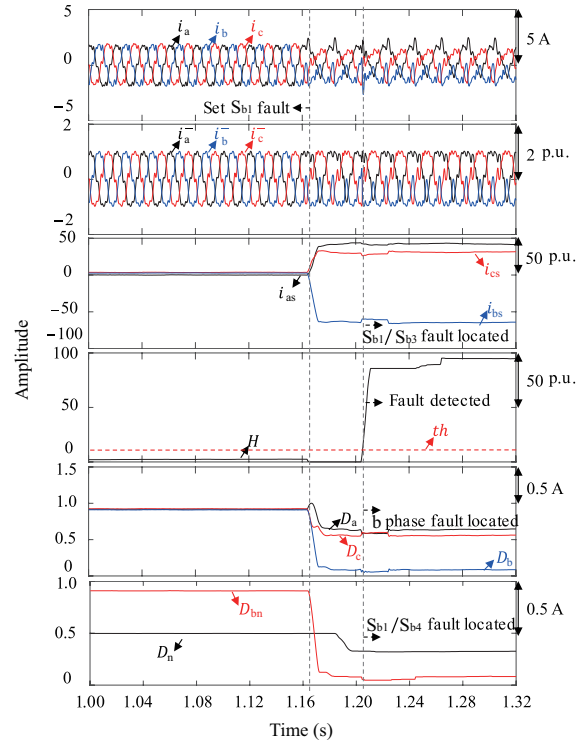 5
i_a i_b i_c
0
5 A
−5
Set S_b1 fault
2
i_a^− i_b^− i_c^−
0
2 p.u.
−2
50
0
50 p.u.
i_cs
i_as
i_bs
−50
S_b1/S_b3 fault located
−100
Amplitude
100
50 p.u.
50
Fault detected
H
th
0
1.5
0.5 A
1.0
D_a
b phase fault located
0.5
D_c
D_b
0
1.0
D_bn
0.5 A
0.5
S_b1/S_b4 fault located
D_n
0
1.00 1.04 1.08 1.12 1.16 1.20 1.24 1.28 1.32
Time (s)